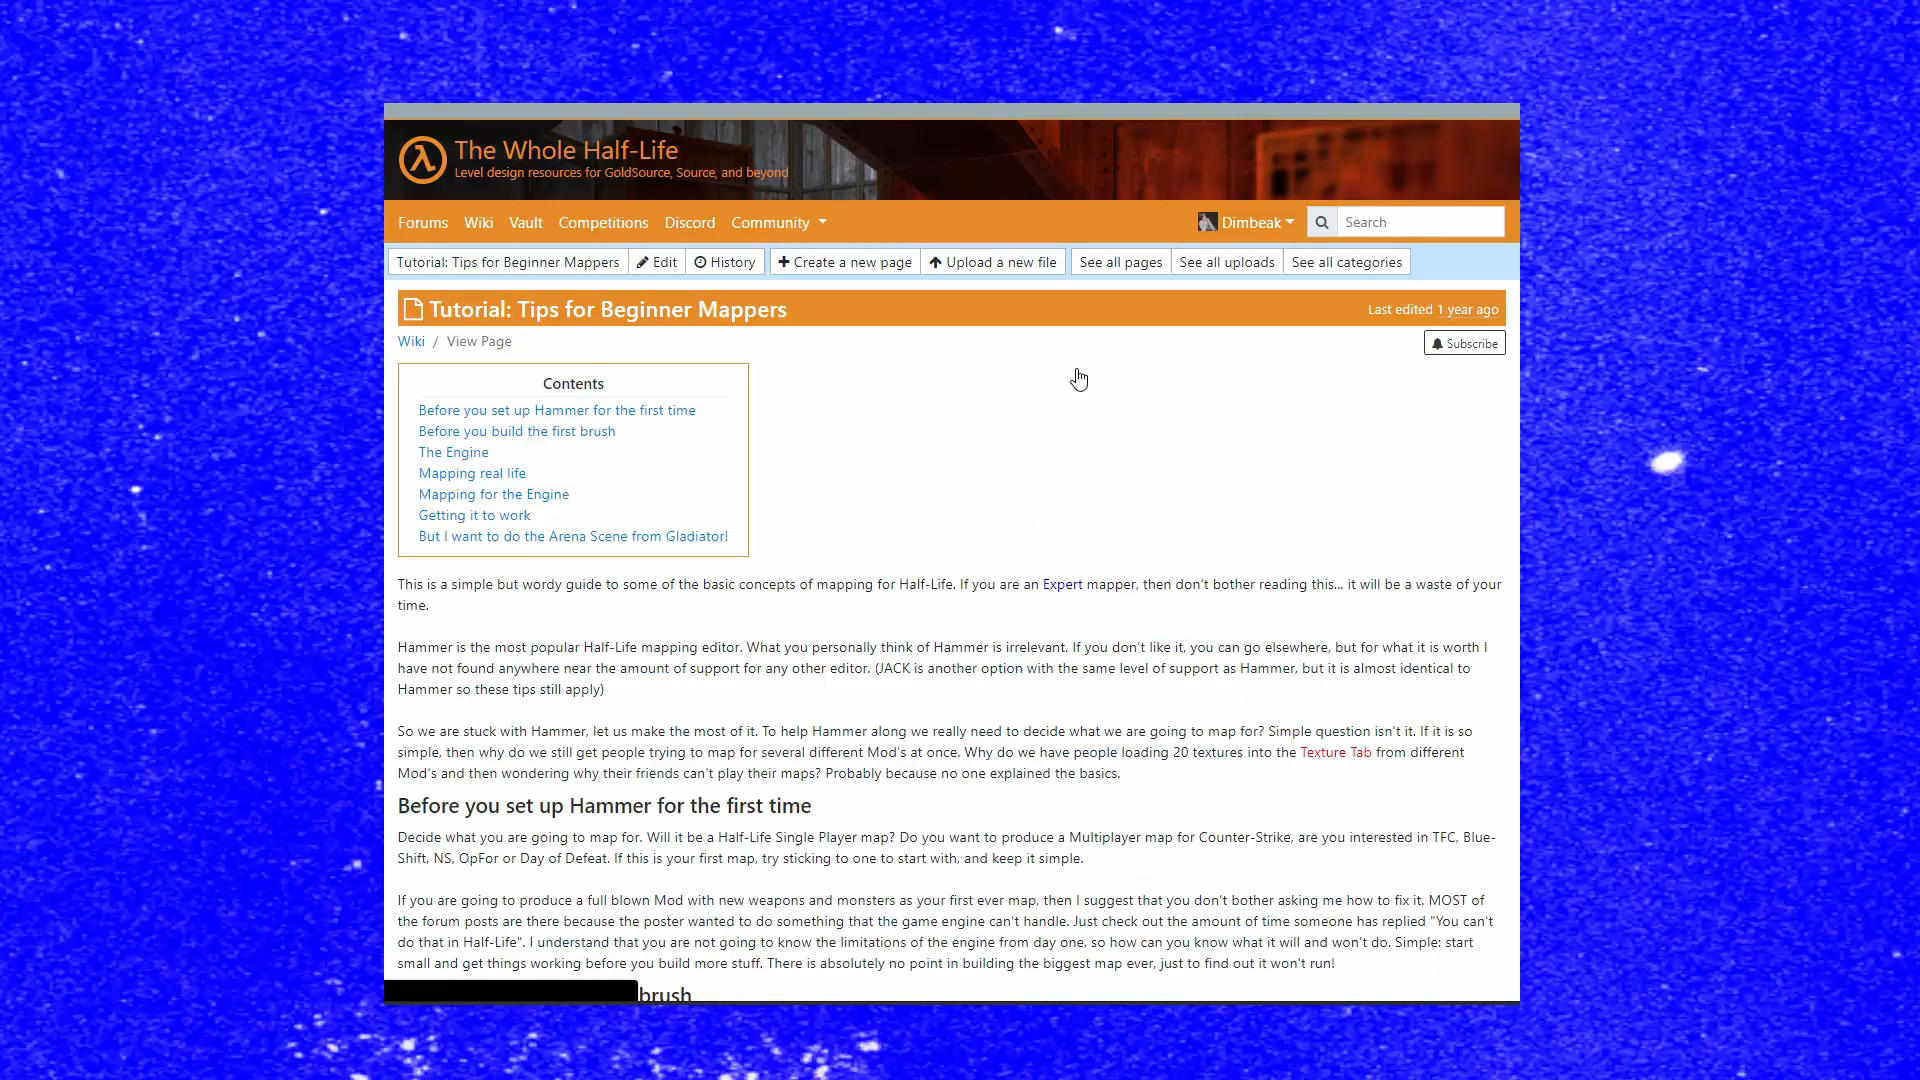 The Whole Half-Life
Level design resources for GoldSource, Source, and beyond
Forums Wiki Vault Competitions Discord Community Dimbeak Search
Tutorial: Tips for Beginner Mappers Edit History Create a new page Upload a new file See all pages See all uploads See all categories
Tutorial: Tips for Beginner Mappers Last edited 1 year ago
Wiki / View Page Subscribe
Contents
Before you set up Hammer for the first time
Before you build the first brush
The Engine
Mapping real life
Mapping for the Engine
Getting it to work
But I want to do the Arena Scene from Gladiator!
This is a simple but wordy guide to some of the basic concepts of mapping for Half-Life. If you are an Expert mapper, then don't bother reading this... it will be a waste of your
time.
Hammer is the most popular Half-Life mapping editor. What you personally think of Hammer is irrelevant. If you don't like it, you can go elsewhere, but for what it is worth I
have not found anywhere near the amount of support for any other editor. (JACK is another option with the same level of support as Hammer, but it is almost identical to
Hammer so these tips still apply)
So we are stuck with Hammer, let us make the most of it. To help Hammer along we really need to decide what we are going to map for? Simple question isn't it. If it is so
simple, then why do we still get people trying to map for several different Mod's at once. Why do we have people loading 20 textures into the Texture Tab from different
Mod's and then wondering why their friends can't play their maps? Probably because no one explained the basics.
Before you set up Hammer for the first time
Decide what you are going to map for. Will it be a Half-Life Single Player map? Do you want to produce a Multiplayer map for Counter-Strike, are you interested in TFC, Blue-
Shift, NS, OpFor or Day of Defeat. If this is your first map, try sticking to one to start with, and keep it simple.
If you are going to produce a full blown Mod with new weapons and monsters as your first ever map, then I suggest that you don't bother asking me how to fix it. MOST of
the forum posts are there because the poster wanted to do something that the game engine can't handle. Just check out the amount of time someone has replied "You can't
do that in Half-Life". I understand that you are not going to know the limitations of the engine from day one, so how can you know what it will and won't do. Simple: start
small and get things working before you build more stuff. There is absolutely no point in building the biggest map ever, just to find out it won't run!
brush